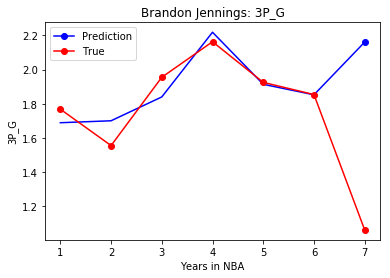 Brandon Jennings: 3P_G
Prediction
True
3P_G
2.2
2.0
1.8
1.6
1.4
1.2
1 2 3 4 5 6 7
Years in NBA